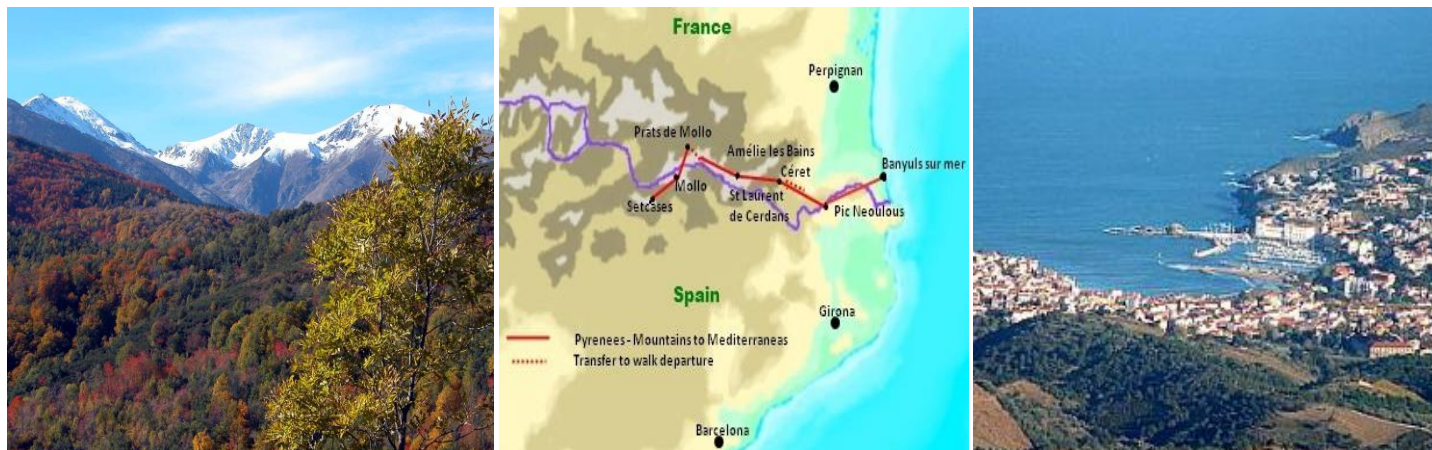 France
Perpignan
Prats de Mollo
Amélie les Bains
Banyuls sur mer
Céret
Mollo
Setcases
St Laurent
de Cerdans
Pic Neoulous
Spain
Girona
Pyrenees - Mountains to Mediterraneas
Transfer to walk departure
Barcelona